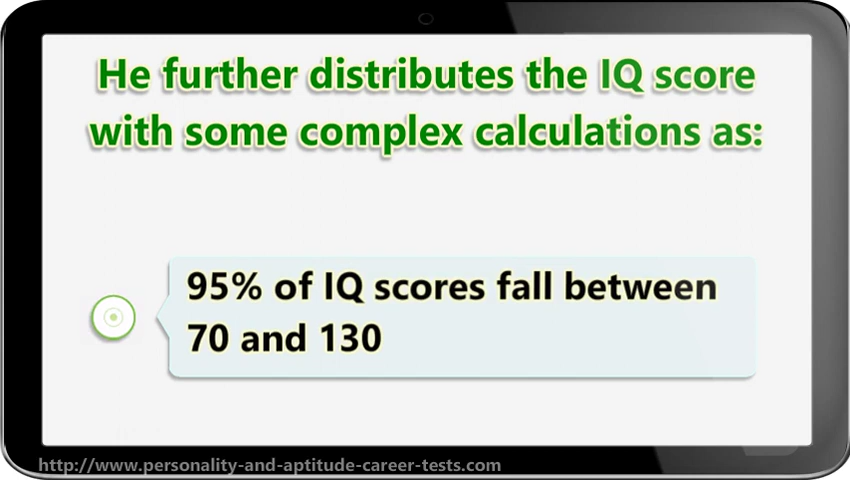 He further distributes the IQ score
with some complex calculations as:
95% of IQ scores fall between
70 and 130
http://www.personality-and-aptitude-career-tests.com